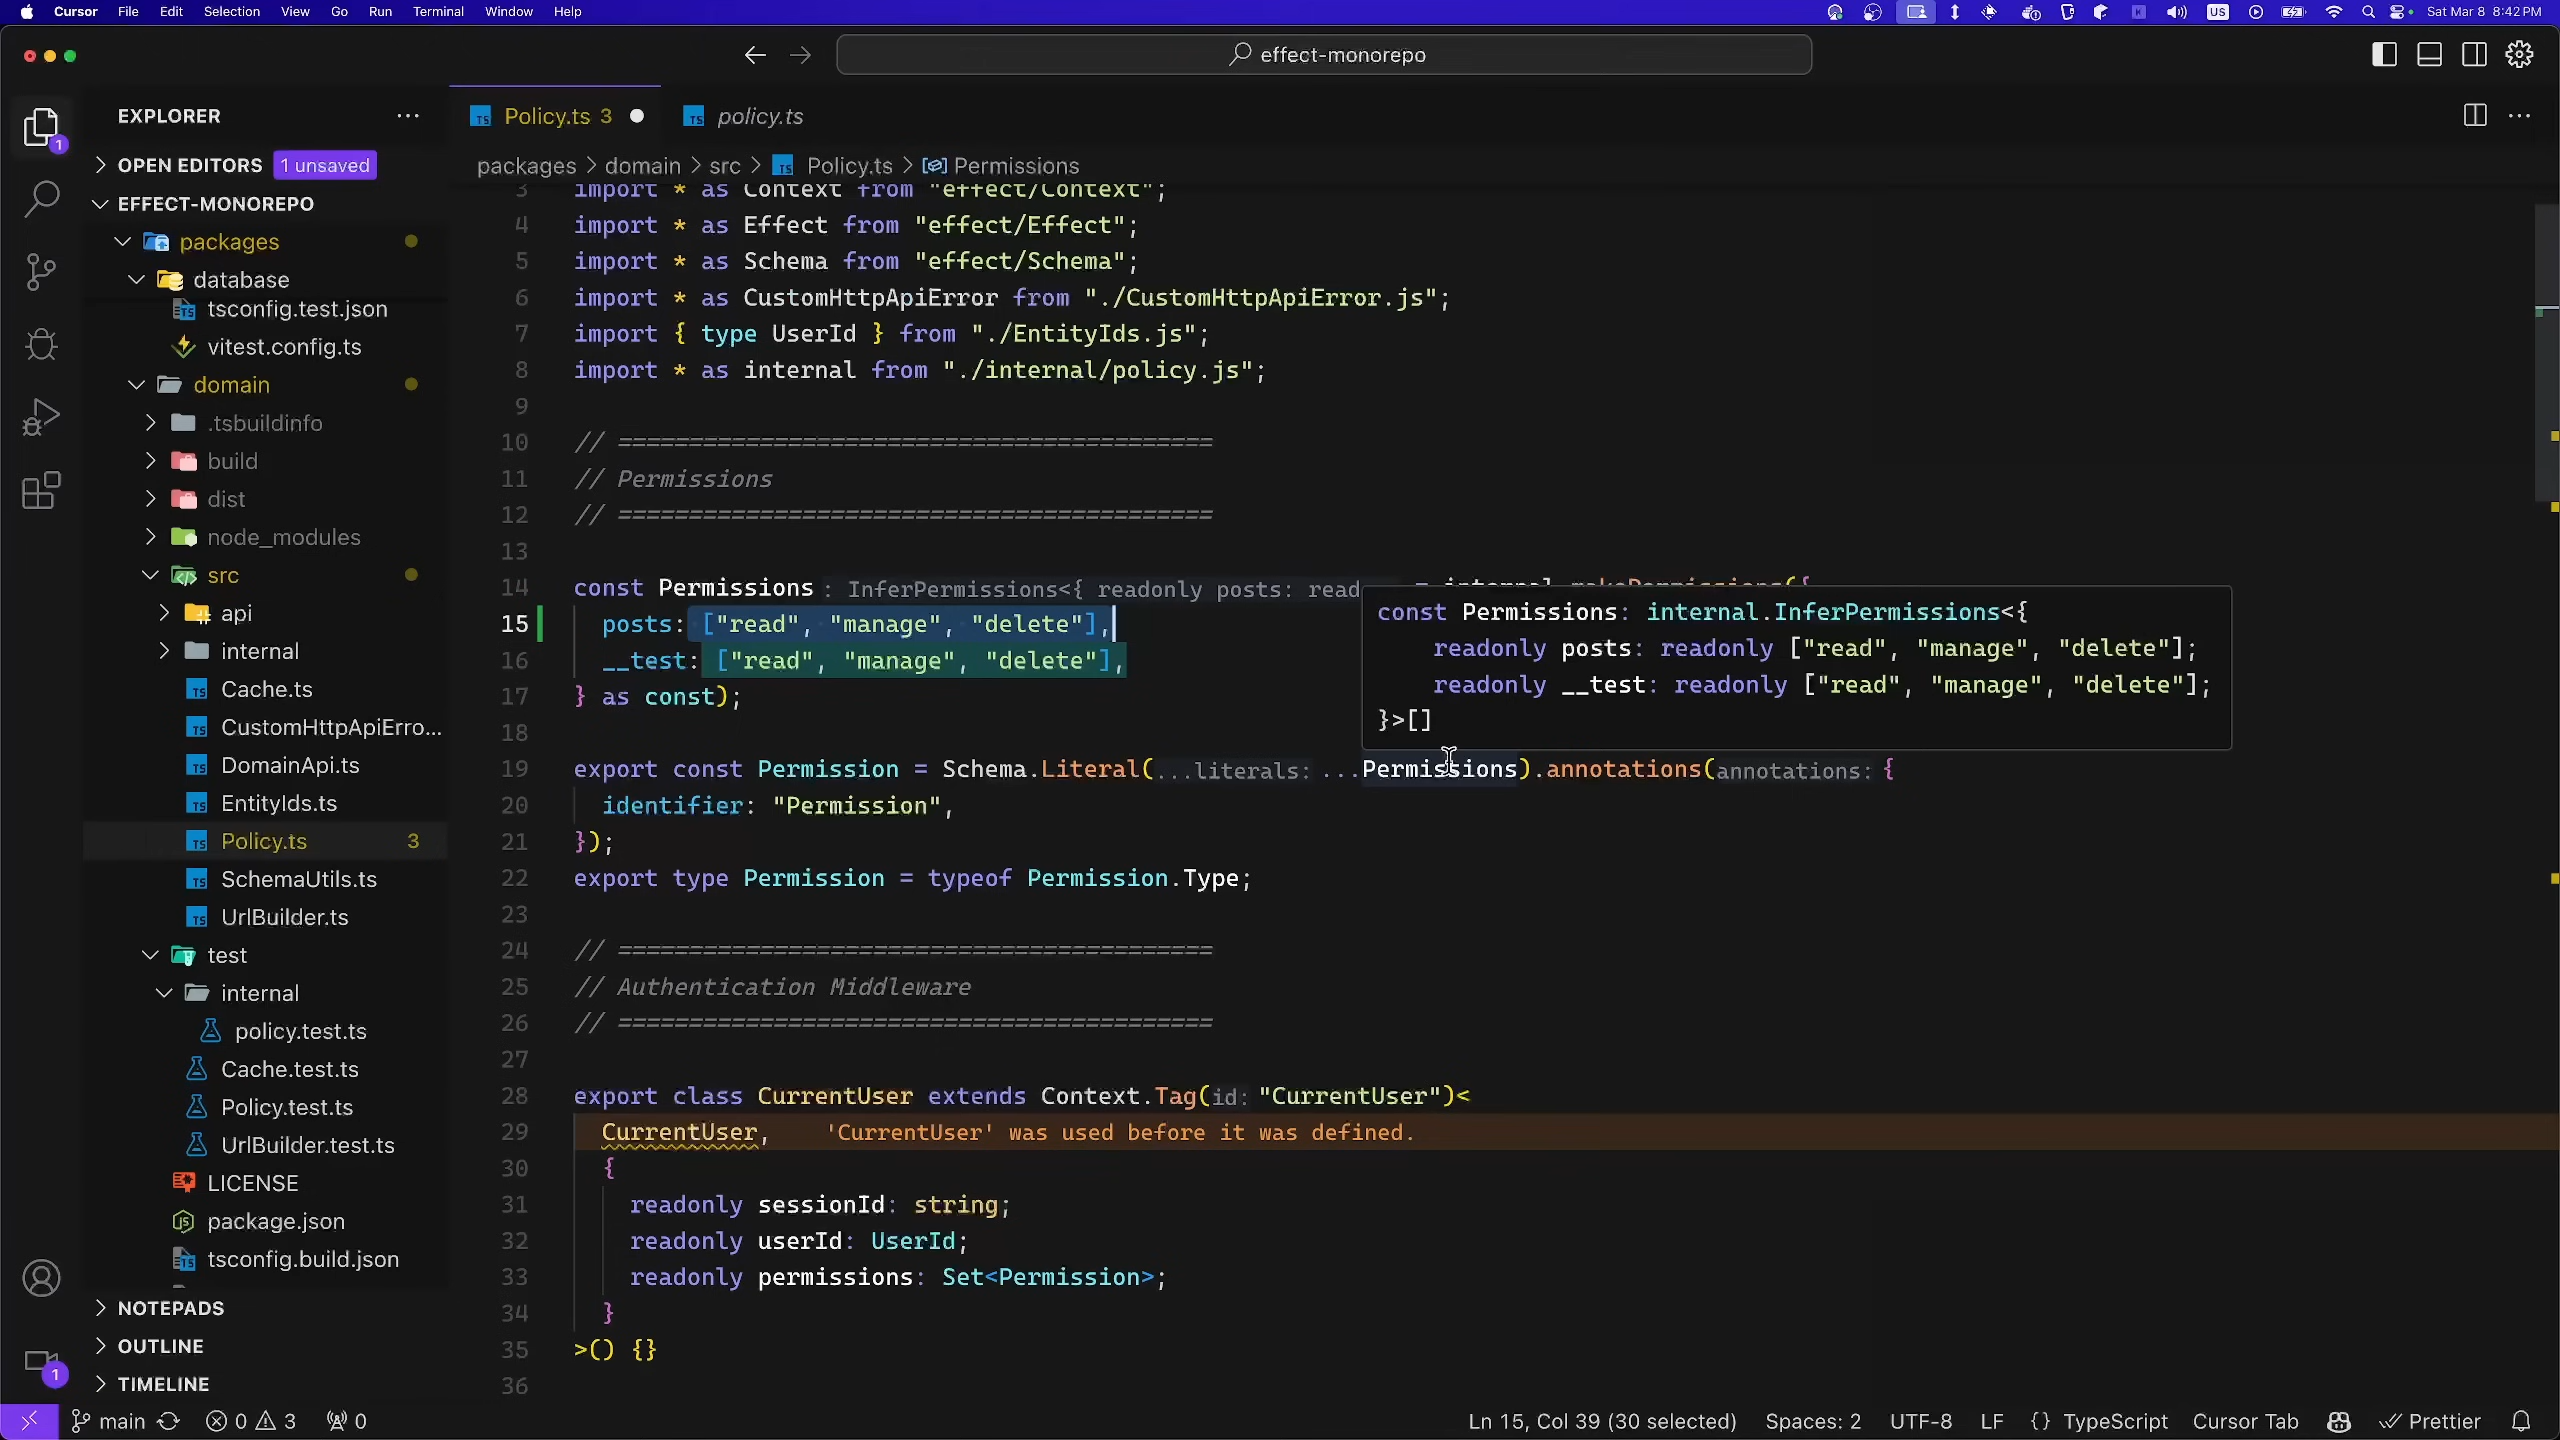 Cursor File Edit Selection View Go Run Terminal Window Help
US Sat Mar 8 8:42 PM
effect-monorepo
EXPLORER
OPEN EDITORS 1 unsaved
EFFECT-MONOREPO
packages
database
tsconfig.test.json
vitest.config.ts
domain
.tsbuildinfo
build
dist
node_modules
src
api
internal
Cache.ts
CustomHttpApiErro...
DomainApi.ts
EntityIds.ts
Policy.ts 3
SchemaUtils.ts
UrlBuilder.ts
test
internal
policy.test.ts
Cache.test.ts
Policy.test.ts
UrlBuilder.test.ts
LICENSE
package.json
tsconfig.build.json
NOTEPADS
OUTLINE
TIMELINE
1
1
Policy.ts 3
policy.ts
packages > domain > src > Policy.ts > Permissions
3 import * as Context from "effect/Context";
4 import * as Effect from "effect/Effect";
5 import * as Schema from "effect/Schema";
6 import * as CustomHttpApiError from "./CustomHttpApiError.js";
7 import { type UserId } from "./EntityIds.js";
8 import * as internal from "./internal/policy.js";
9
10 // ==========================================
11 // Permissions
12 // ==========================================
13
14 const Permissions : InferPermissions<{ readonly posts: read = internal.makePermissions({
15 posts: ["read", "manage", "delete"],
16 __test: ["read", "manage", "delete"],
17 } as const);
18
19 export const Permission = Schema.Literal(...literals: ...Permissions).annotations(annotations: {
20 identifier: "Permission",
21 });
22 export type Permission = typeof Permission.Type;
23
24 // ==========================================
25 // Authentication Middleware
26 // ==========================================
27
28 export class CurrentUser extends Context.Tag(id: "CurrentUser")<
29 CurrentUser, 'CurrentUser' was used before it was defined.
30 {
31 readonly sessionId: string;
32 readonly userId: UserId;
33 readonly permissions: Set<Permission>;
34 }
35 >() {}
36
const Permissions: internal.InferPermissions<{
readonly posts: readonly ["read", "manage", "delete"];
readonly __test: readonly ["read", "manage", "delete"];
}>[]
main 0 3 0 Ln 15, Col 39 (30 selected) Spaces: 2 UTF-8 LF {} TypeScript Cursor Tab Prettier